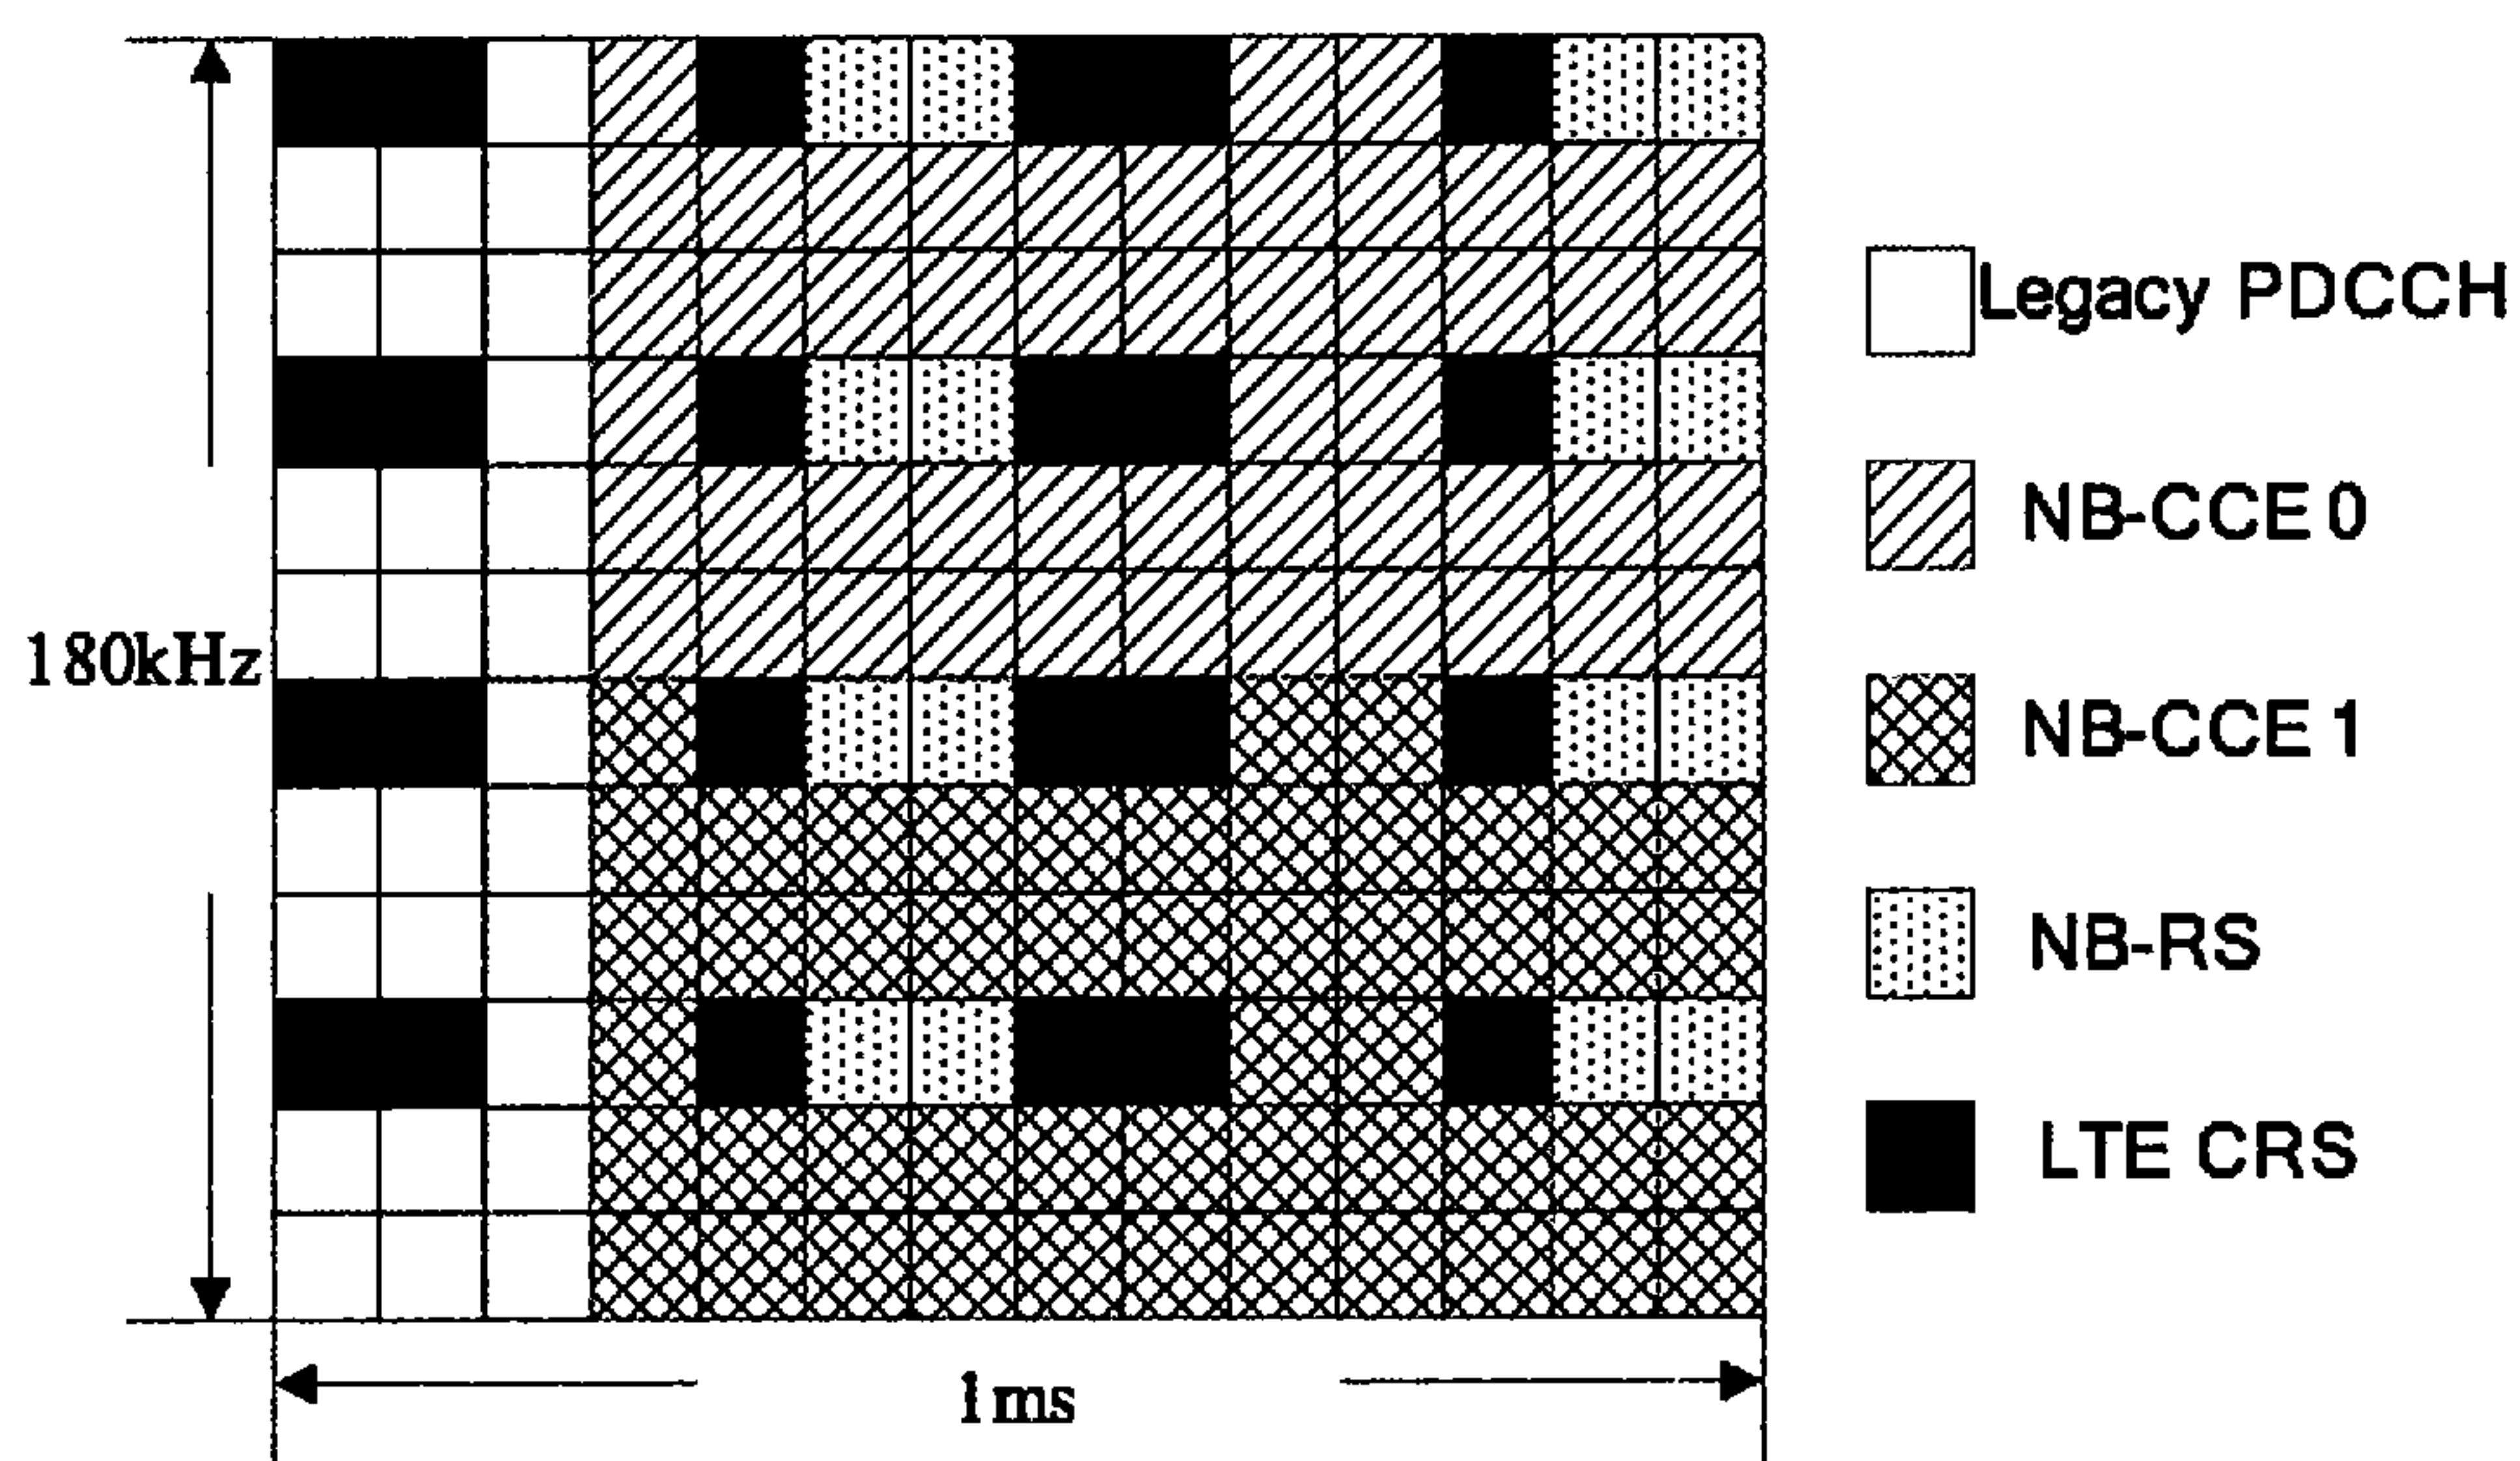 180kHz
1ms
Legacy PDCCH
NB-CCE 0
NB-CCE 1
NB-RS
LTE CRS